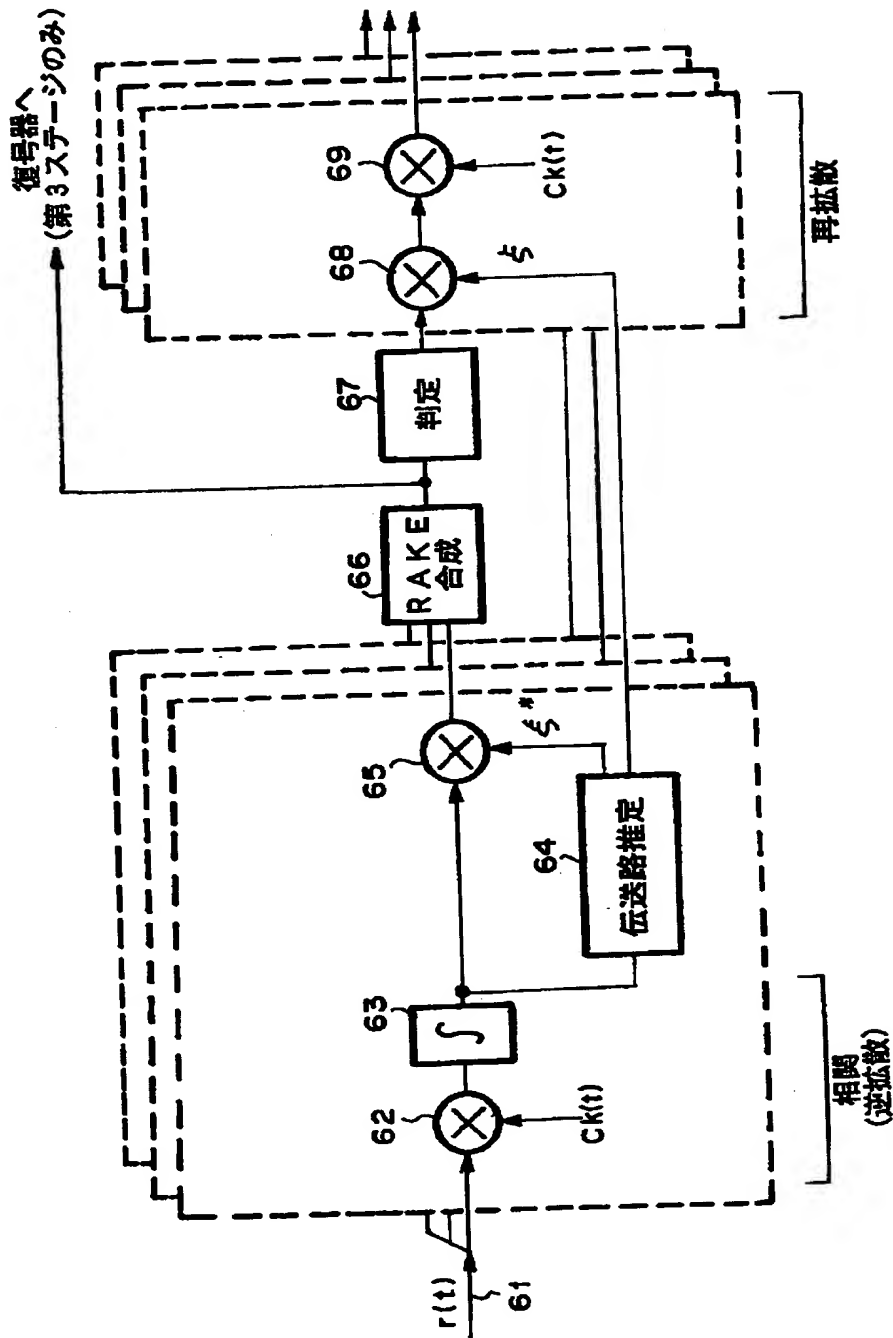 復号器へ
(第3ステージのみ)
r(t)
61
62
Ck(t)
63
∫
64
伝送路推定
65
ξ*
66
RAKE
合成
67
判定
68
ξ
69
Ck(t)
相関
(逆拡散)
再拡散